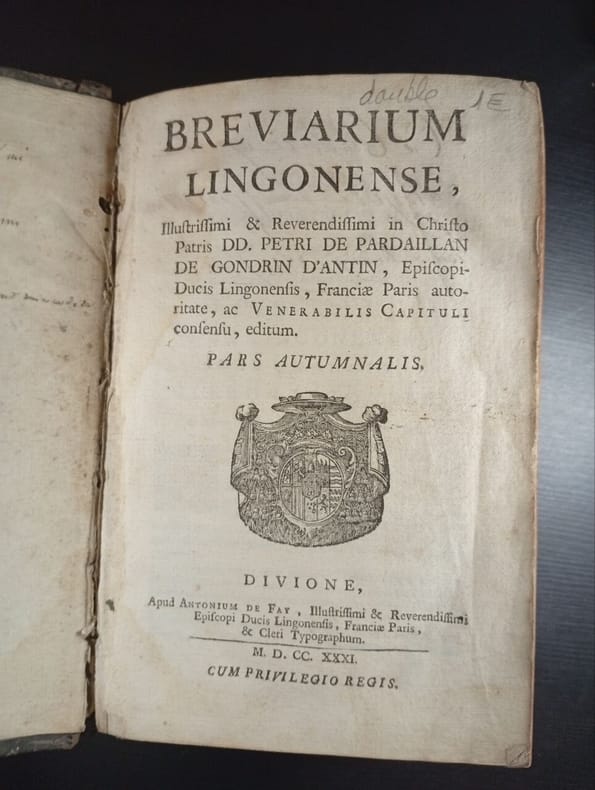 double 1E
BREVIARIUM
LINGONENSE,
Illuſtriſſimi & Reverendiſſimi in Chriſto
Patris DD. PETRI DE PARDAILLAN
DE GONDRIN D'ANTIN, Epiſcopi-
Ducis Lingonenſis, Franciæ Paris auto-
ritate, ac VENERABILIS CAPITULI
conſenſu, editum.
PARS AUTUMNALIS.
DIVIONE,
Apud ANTONIUM DE FAY, Illuſtriſſimi & Reverendiſſimi
Epiſcopi Ducis Lingonenſis, Franciæ Paris,
& Cleri Typographum.
M. D. CC. XXXI.
CUM PRIVILEGIO REGIS.